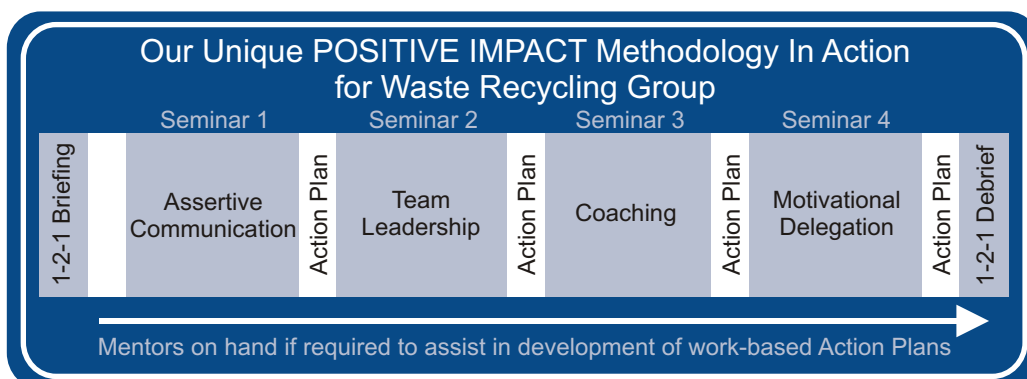 Our Unique POSITIVE IMPACT Methodology In Action
for Waste Recycling Group
Seminar 1
Seminar 2
Seminar 3
Seminar 4
1-2-1 Briefing
Assertive
Communication
Action Plan
Team
Leadership
Action Plan
Coaching
Action Plan
Motivational
Delegation
Action Plan
1-2-1 Debrief
Mentors on hand if required to assist in development of work-based Action Plans